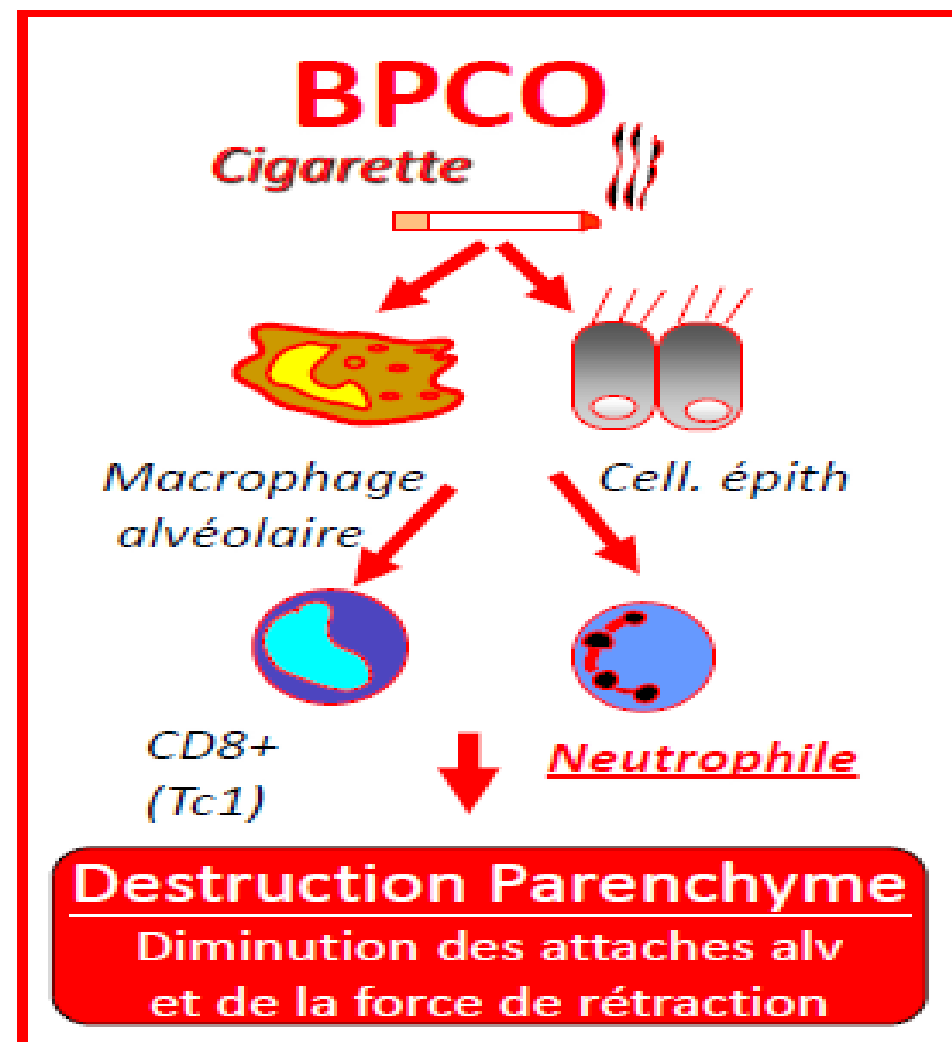 BPCO
Cigarette
Macrophage
alvéolaire
Cell. épith
CD8+
(Tc1)
Neutrophile
Destruction Parenchyme
Diminution des attaches alv
et de la force de rétraction